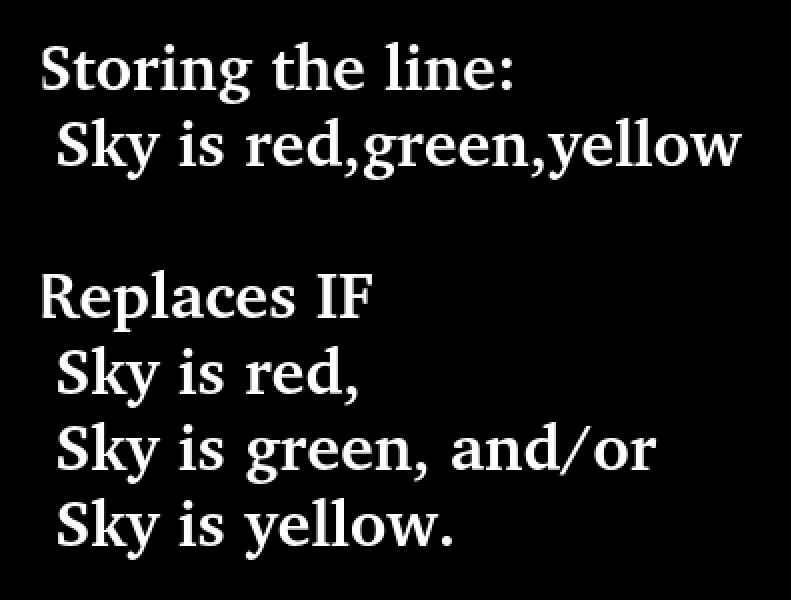 Storing the line:
Sky is red,green,yellow
Replaces IF
Sky is red,
Sky is green, and/or
Sky is yellow.